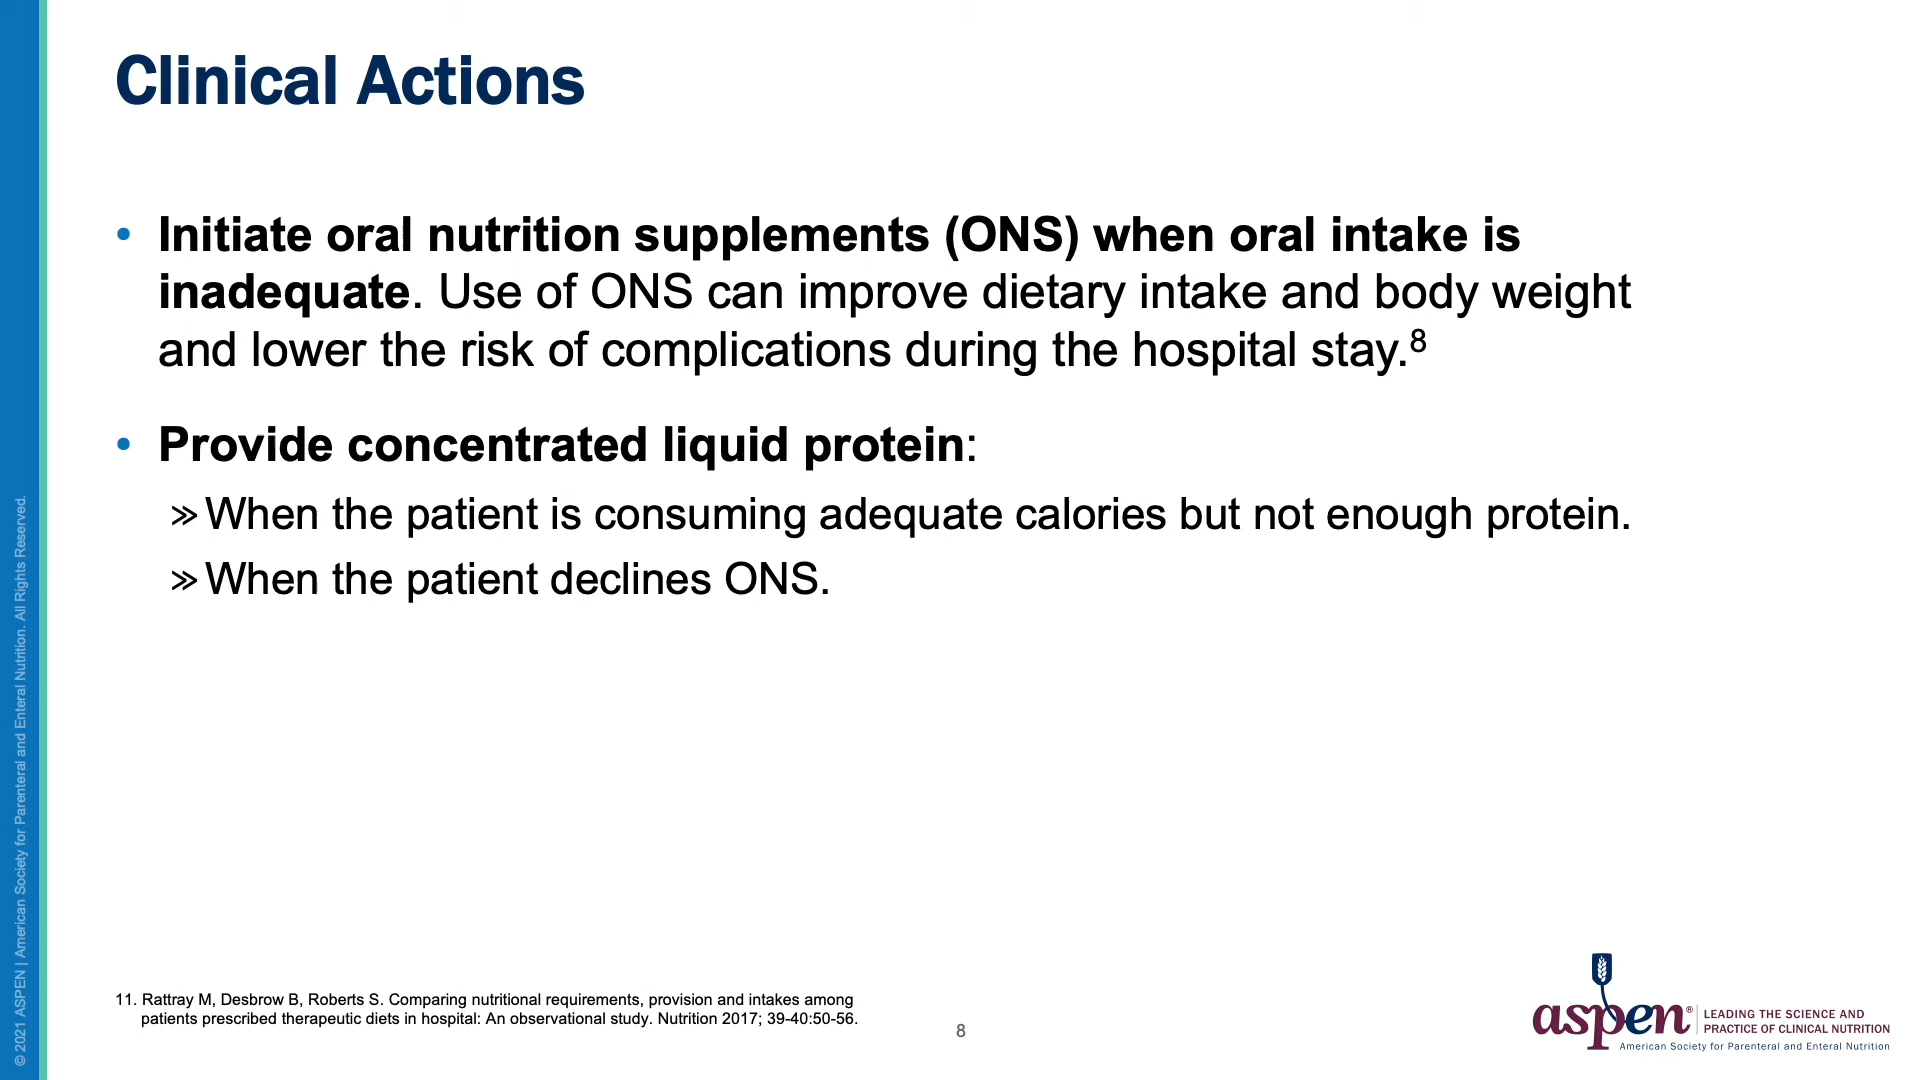 Clinical Actions
• Initiate oral nutrition supplements (ONS) when oral intake is
inadequate. Use of ONS can improve dietary intake and body weight
and lower the risk of complications during the hospital stay.8
• Provide concentrated liquid protein:
» When the patient is consuming adequate calories but not enough protein.
» When the patient declines ONS.
11. Rattray M, Desbrow B, Roberts S. Comparing nutritional requirements, provision and intakes among
patients prescribed therapeutic diets in hospital: An observational study. Nutrition 2017; 39-40:50-56.
8
aspen®
LEADING THE SCIENCE AND
PRACTICE OF CLINICAL NUTRITION
American Society for Parenteral and Enteral Nutrition
© 2021 ASPEN | American Society for Parenteral and Enteral Nutrition. All Rights Reserved.